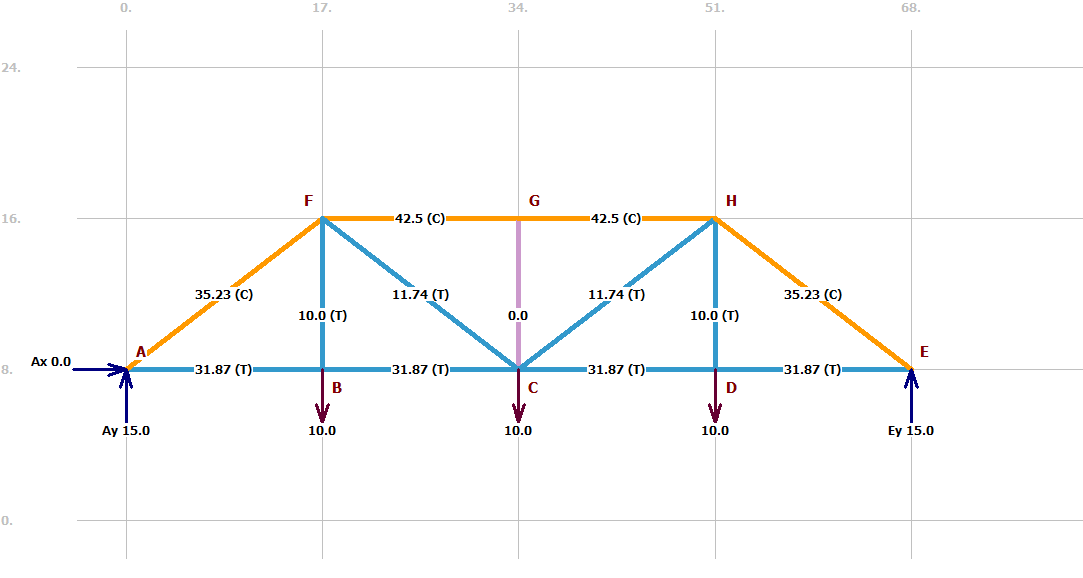 0. 17. 34. 51. 68.
24.
F G H
16. 42.5 (C) 42.5 (C)
35.23 (C) 11.74 (T) 11.74 (T) 35.23 (C)
10.0 (T) 0.0 10.0 (T)
A E
Ax 0.0
8. 31.87 (T) 31.87 (T) 31.87 (T) 31.87 (T)
B C D
Ay 15.0 10.0 10.0 10.0 Ey 15.0
0.